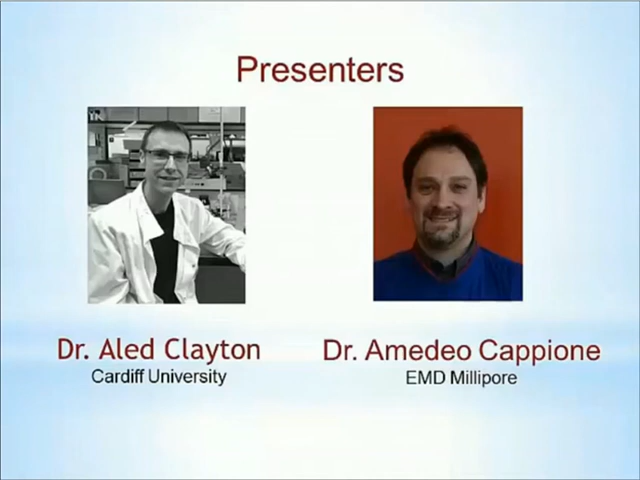 Presenters
Dr. Aled Clayton
Cardiff University
Dr. Amedeo Cappione
EMD Millipore